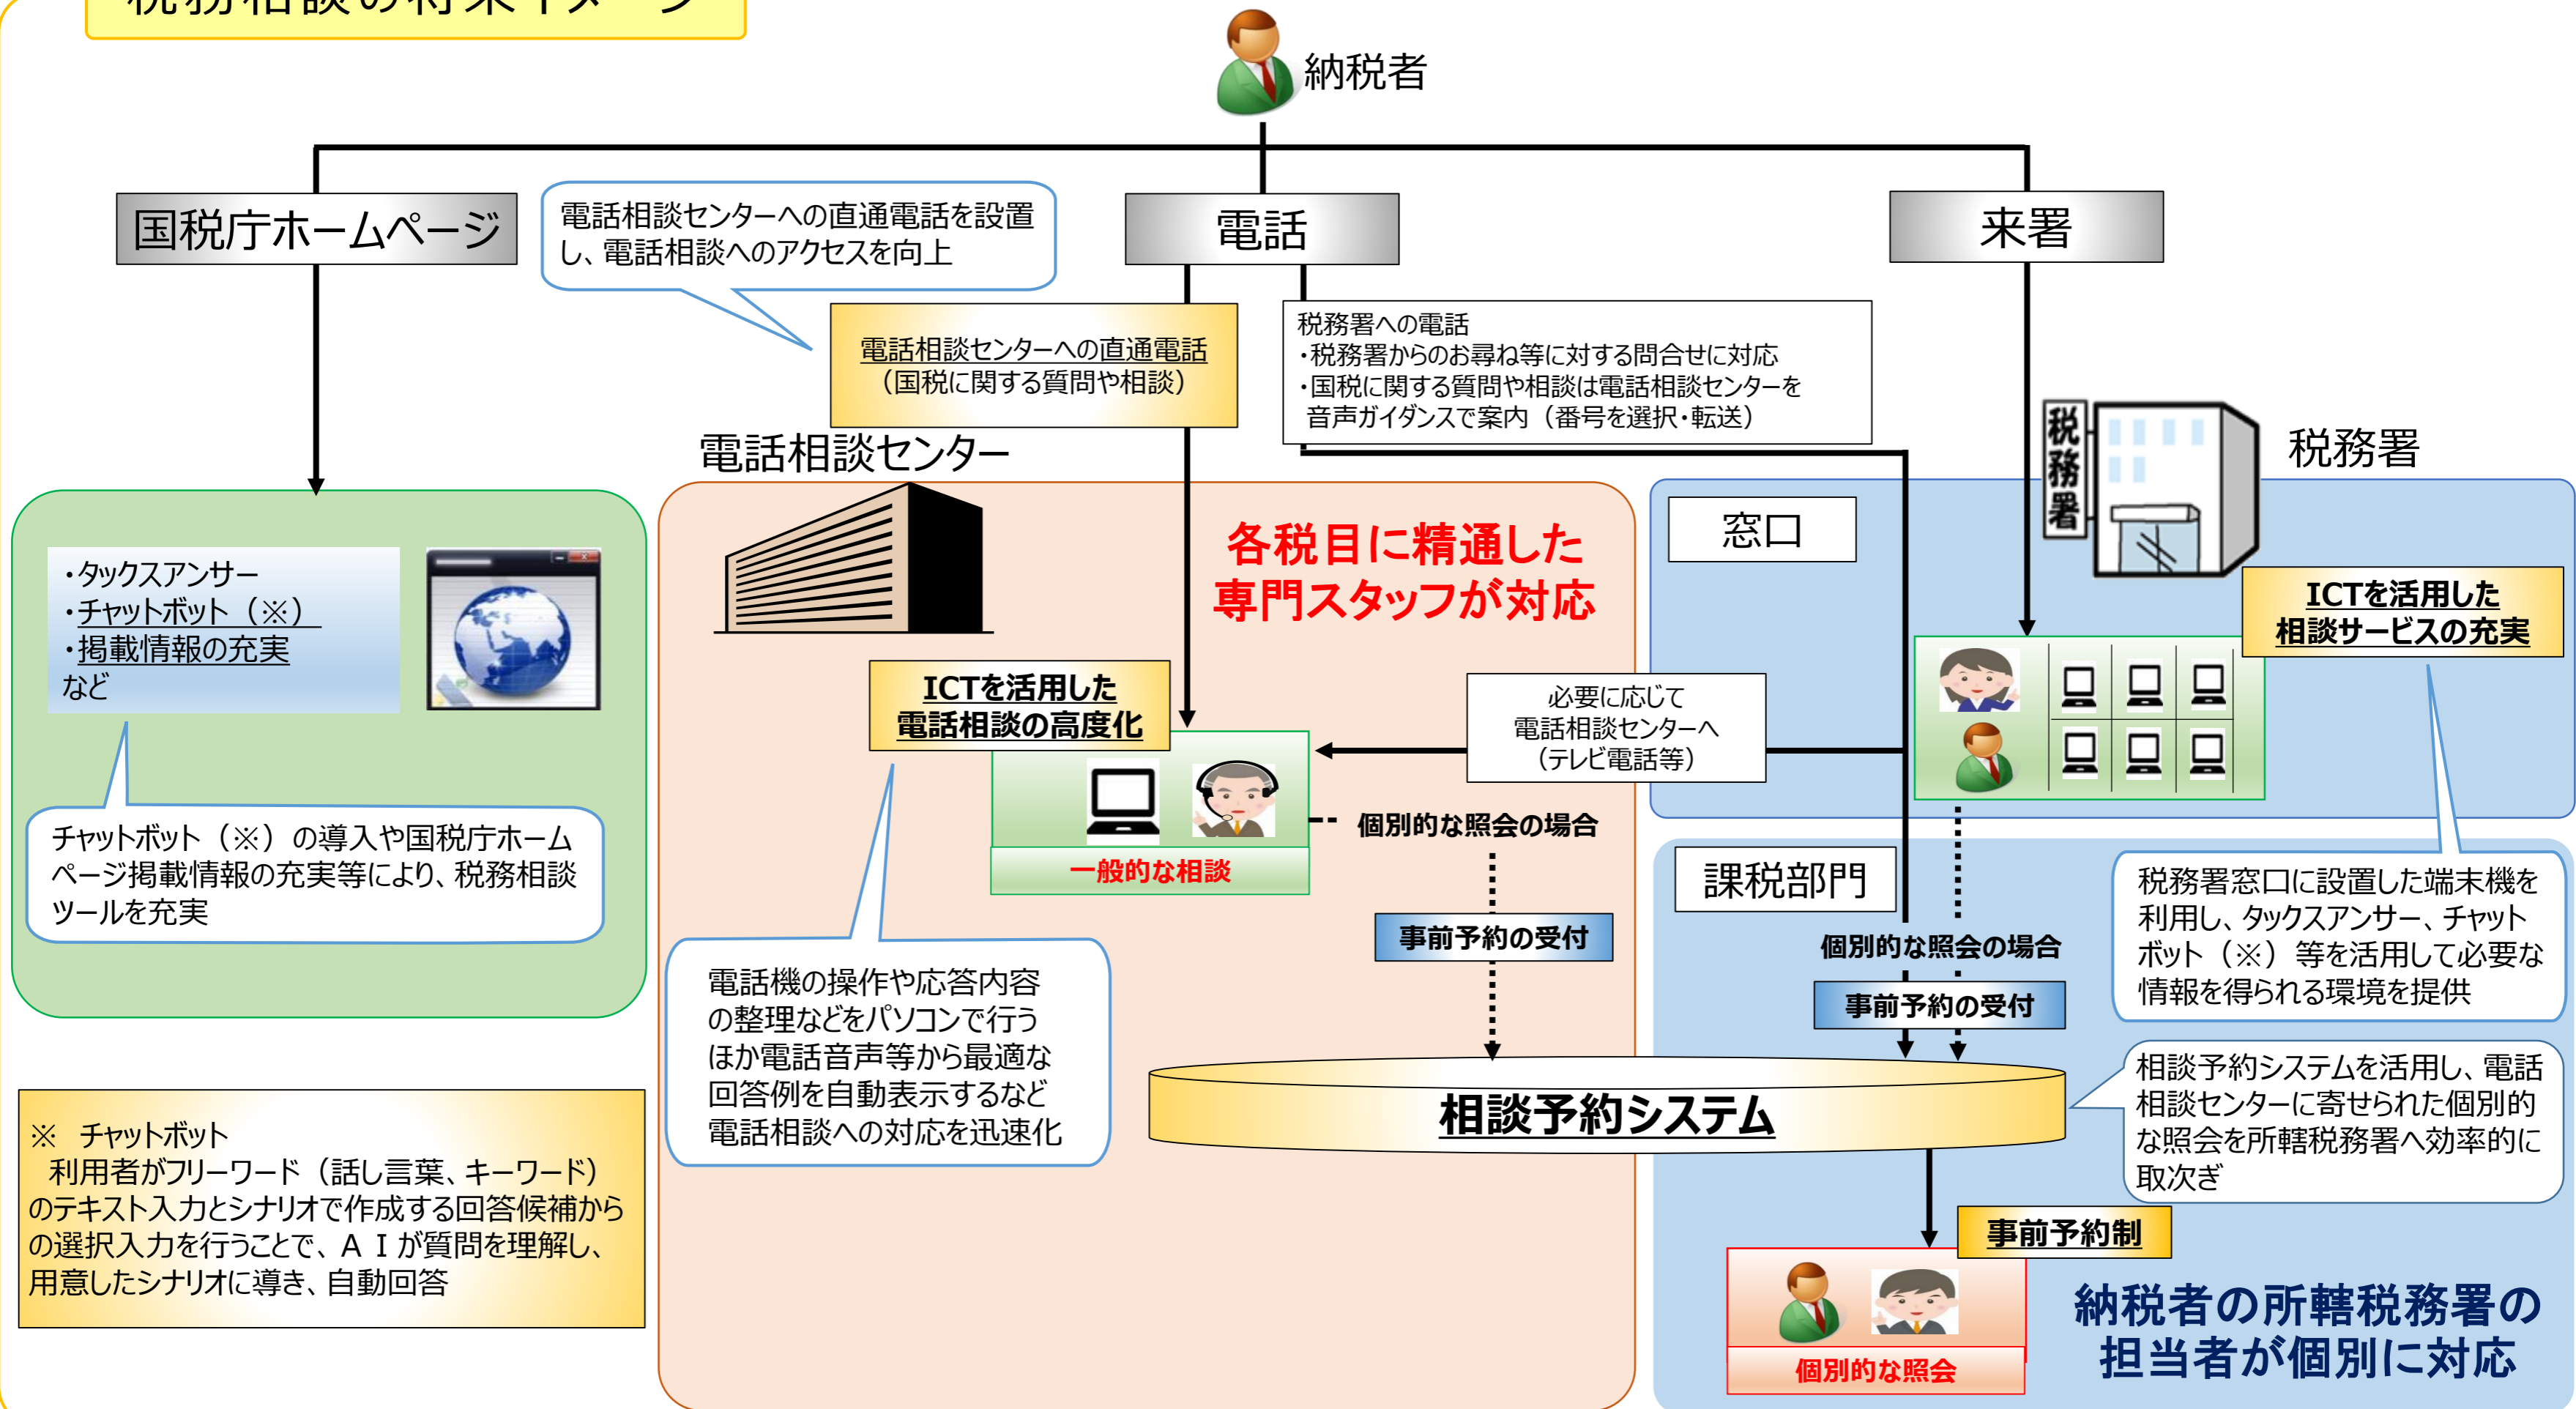 税務相談の将来イメージ
納税者
国税庁ホームページ
電話相談センターへの直通電話を設置
し、電話相談へのアクセスを向上
電話
来署
電話相談センターへの直通電話
（国税に関する質問や相談）
税務署への電話
・税務署からのお尋ね等に対する問合せに対応
・国税に関する質問や相談は電話相談センターを
音声ガイダンスで案内（番号を選択・転送）
電話相談センター
税務署
税務署
・タックスアンサー
・チャットボット（※）
・掲載情報の充実
など
チャットボット（※）の導入や国税庁ホーム
ページ掲載情報の充実等により、税務相談
ツールを充実
※　チャットボット
利用者がフリーワード（話し言葉、キーワード）
のテキスト入力とシナリオで作成する回答候補から
の選択入力を行うことで、ＡＩが質問を理解し、
用意したシナリオに導き、自動回答
各税目に精通した
専門スタッフが対応
ICTを活用した
電話相談の高度化
一般的な相談
電話機の操作や応答内容
の整理などをパソコンで行う
ほか電話音声等から最適な
回答例を自動表示するなど
電話相談への対応を迅速化
必要に応じて
電話相談センターへ
（テレビ電話等）
個別的な照会の場合
事前予約の受付
窓口
ICTを活用した
相談サービスの充実
課税部門
税務署窓口に設置した端末機を
利用し、タックスアンサー、チャット
ボット（※）等を活用して必要な
情報を得られる環境を提供
個別的な照会の場合
事前予約の受付
相談予約システム
相談予約システムを活用し、電話
相談センターに寄せられた個別的
な照会を所轄税務署へ効率的に
取次ぎ
事前予約制
個別的な照会
納税者の所轄税務署の
担当者が個別に対応